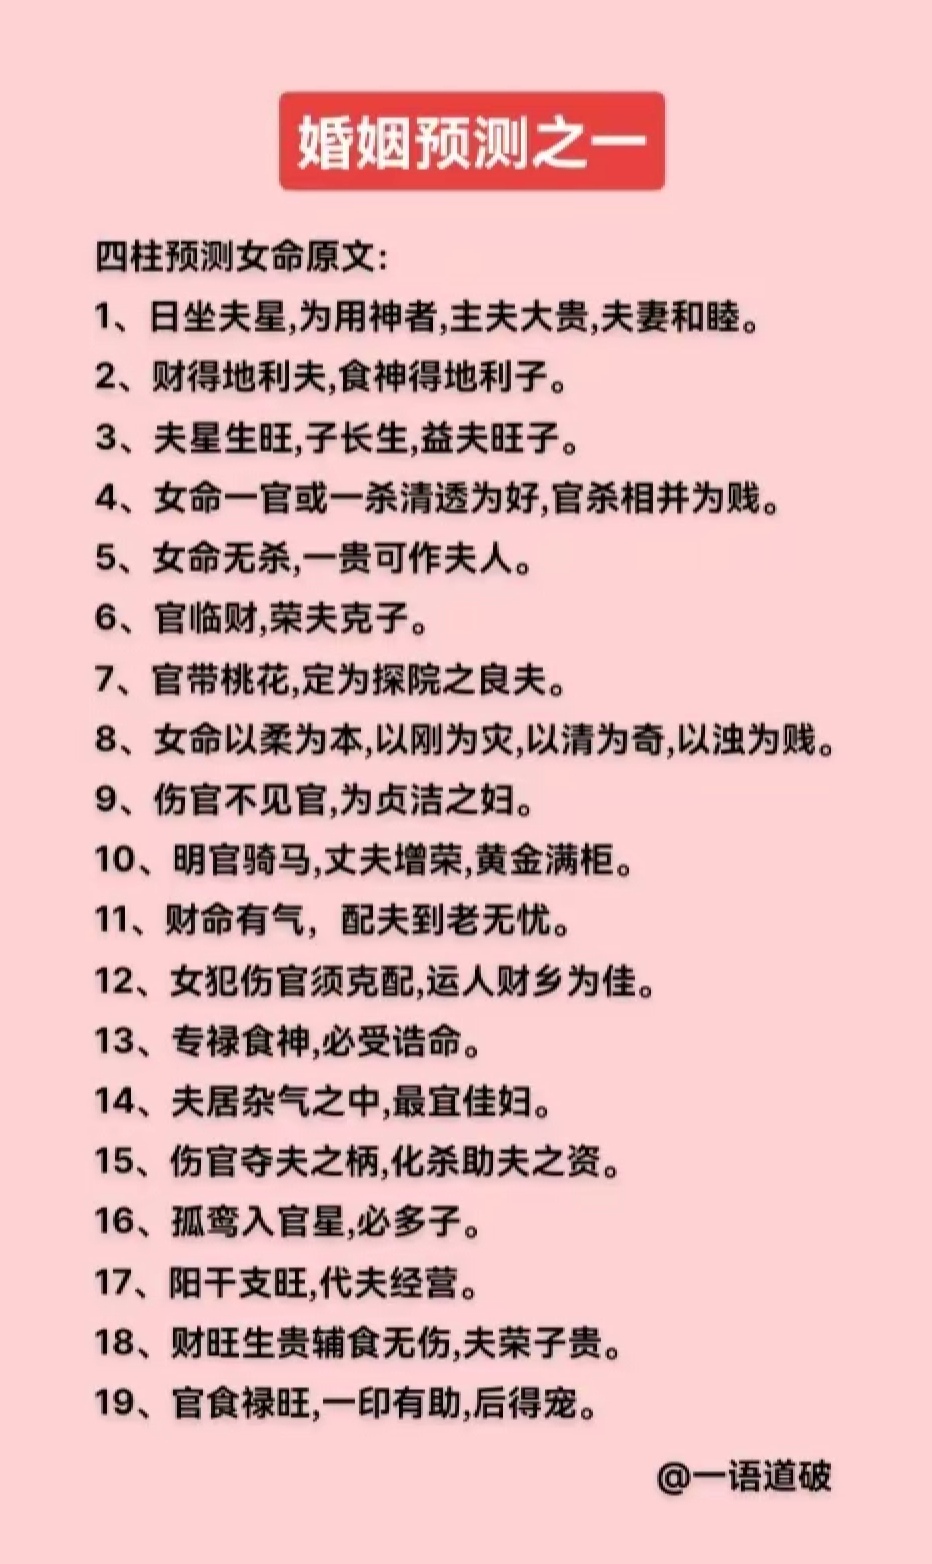 婚姻预测之一
四柱预测女命原文:
1、日坐夫星,为用神者,主夫大贵,夫妻和睦。
2、财得地利夫,食神得地利子。
3、夫星生旺,子长生,益夫旺子。
4、女命一官或一杀清透为好,官杀相并为贱。
5、女命无杀,一贵可作夫人。
6、官临财,荣夫克子。
7、官带桃花,定为探院之良夫。
8、女命以柔为本,以刚为灾,以清为奇,以浊为贱。
9、伤官不见官,为贞洁之妇。
10、明官骑马,丈夫增荣,黄金满柜。
11、财命有气，配夫到老无忧。
12、女犯伤官须克配,运人财乡为佳。
13、专禄食神,必受诰命。
14、夫居杂气之中,最宜佳妇。
15、伤官夺夫之柄,化杀助夫之资。
16、孤鸾入官星,必多子。
17、阳干支旺,代夫经营。
18、财旺生贵辅食无伤,夫荣子贵。
19、官食禄旺,一印有助,后得宠。
@一语道破